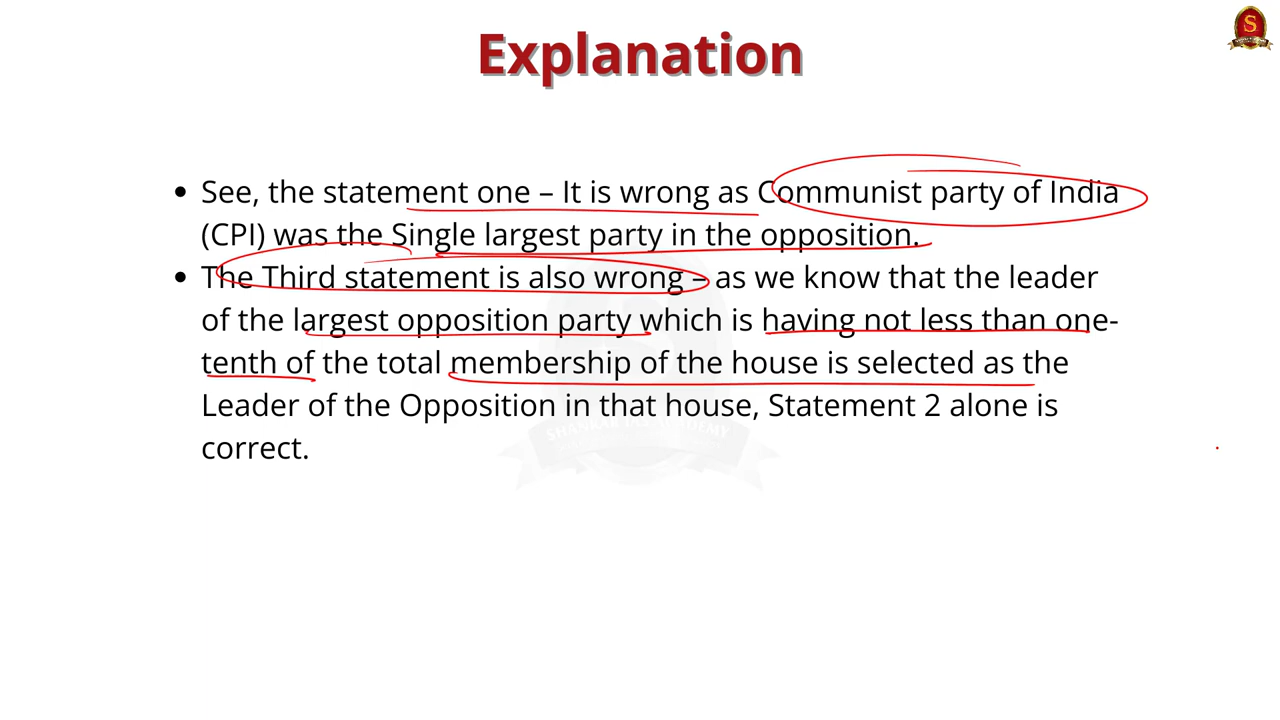 Explanation
• See, the statement one – It is wrong as Communist party of India
(CPI) was the Single largest party in the opposition.
• The Third statement is also wrong – as we know that the leader
of the largest opposition party which is having not less than one-
tenth of the total membership of the house is selected as the
Leader of the Opposition in that house, Statement 2 alone is
correct.